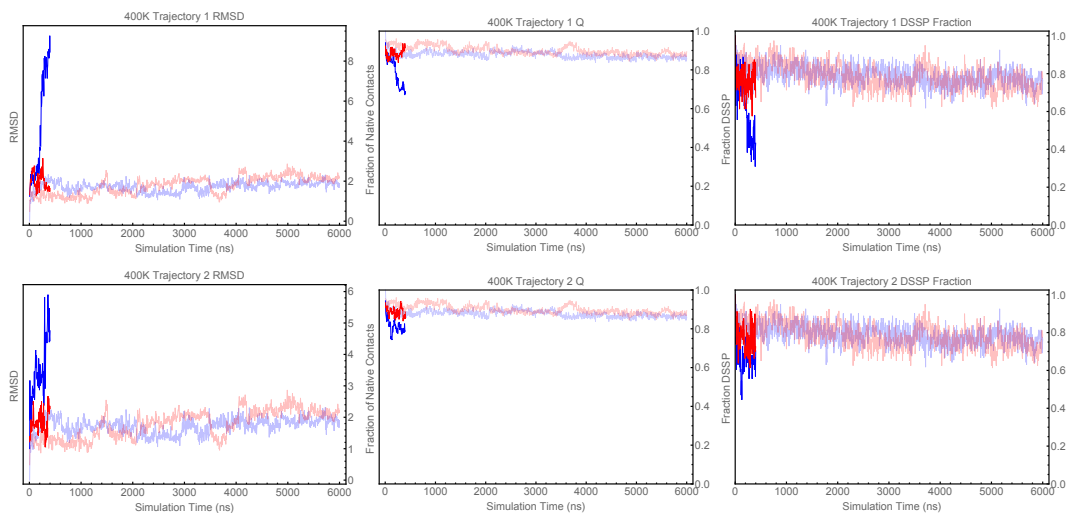 400K Trajectory 1 RMSD
400K Trajectory 1 Q
400K Trajectory 1 DSSP Fraction
RMSD
0
2
4
6
8
0 1000 2000 3000 4000 5000 6000
Simulation Time (ns)
Fraction of Native Contacts
1.0
0.8
0.6
0.4
0.2
0.0
0 1000 2000 3000 4000 5000 6000
Simulation Time (ns)
Fraction DSSP
1.0
0.8
0.6
0.4
0.2
0.0
0 1000 2000 3000 4000 5000 6000
Simulation Time (ns)
400K Trajectory 2 RMSD
400K Trajectory 2 Q
400K Trajectory 2 DSSP Fraction
RMSD
6
5
4
3
2
1
0
0 1000 2000 3000 4000 5000 6000
Simulation Time (ns)
Fraction of Native Contacts
1.0
0.8
0.6
0.4
0.2
0.0
0 1000 2000 3000 4000 5000 6000
Simulation Time (ns)
Fraction DSSP
1.0
0.8
0.6
0.4
0.2
0.0
0 1000 2000 3000 4000 5000 6000
Simulation Time (ns)